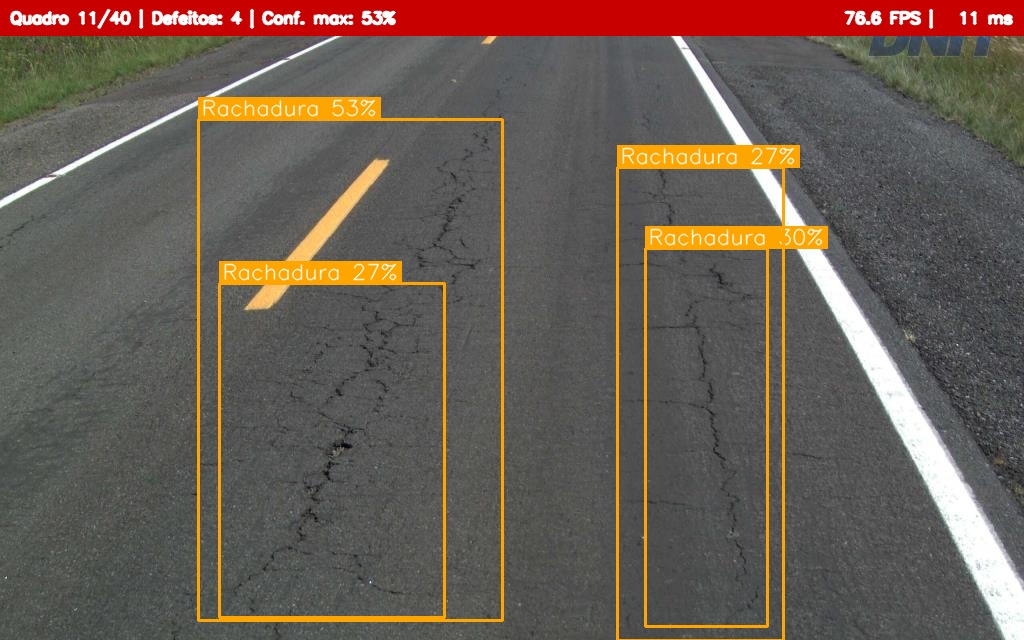 Quadro 11/40 | Defeitos: 4 | Conf. max: 53% 76.6 FPS | 11 ms
DNIT
Rachadura 53%
Rachadura 27%
Rachadura 30%
Rachadura 27%